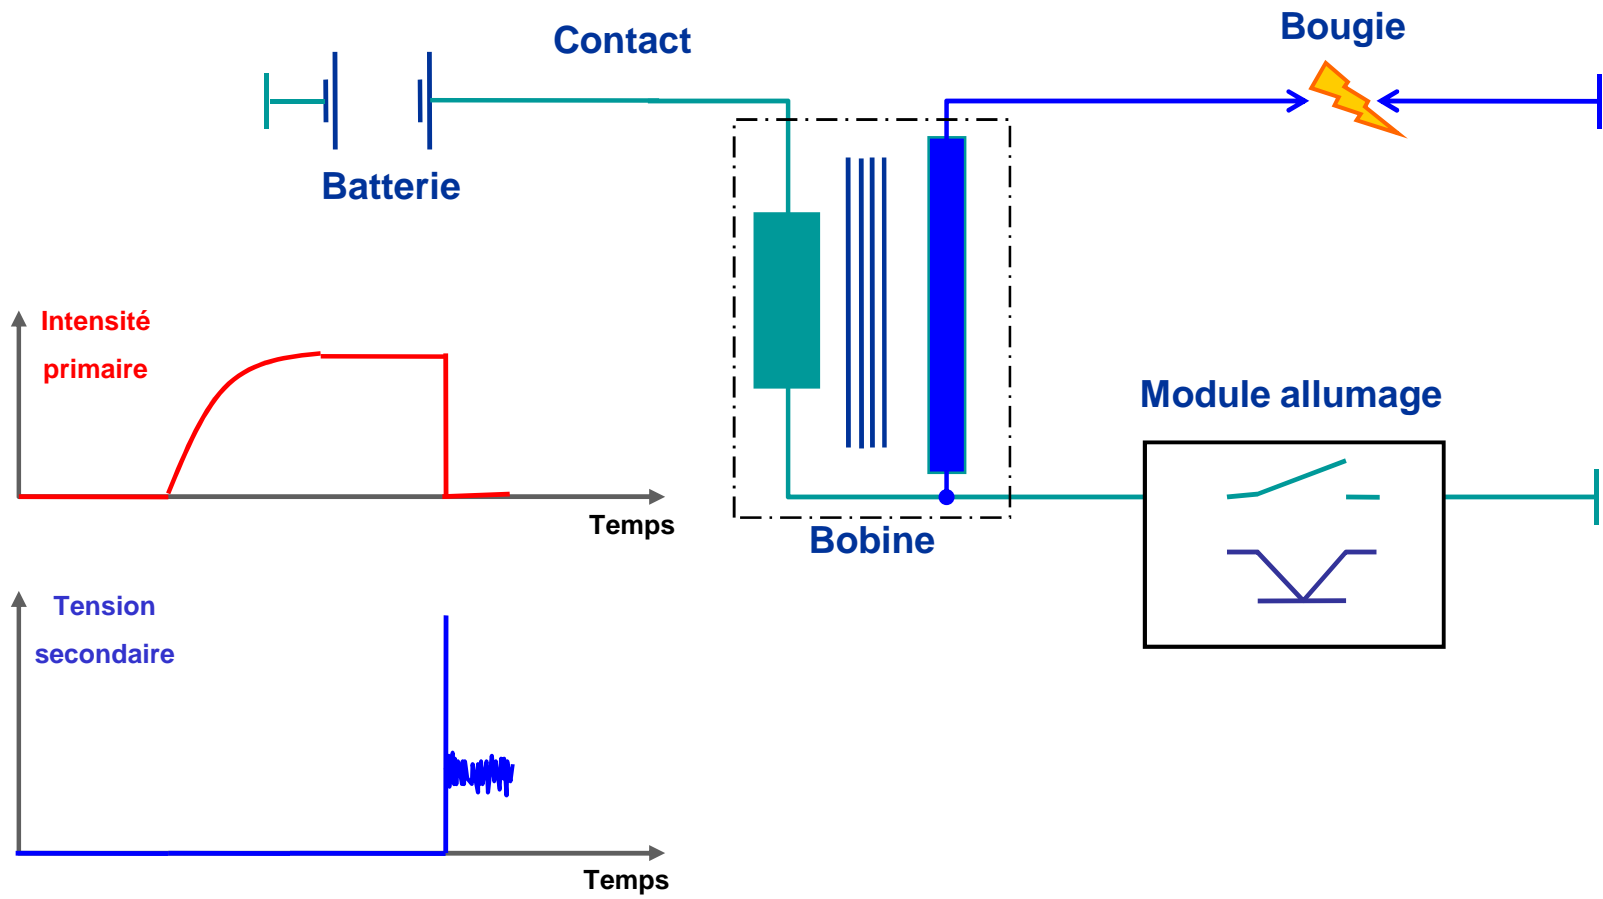 Contact
Bougie
Batterie
Intensité
primaire
Temps
Module allumage
Bobine
Tension
secondaire
Temps